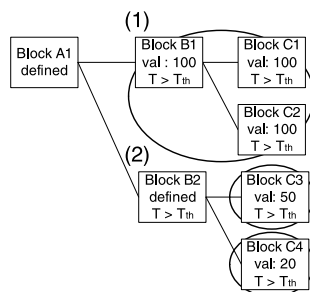 (1)
Block A1
defined
Block B1
val : 100
T > Tth
Block C1
val: 100
T > Tth
Block C2
val: 100
T > Tth
(2)
Block B2
defined
T > Tth
Block C3
val: 50
T > Tth
Block C4
val: 20
T > Tth